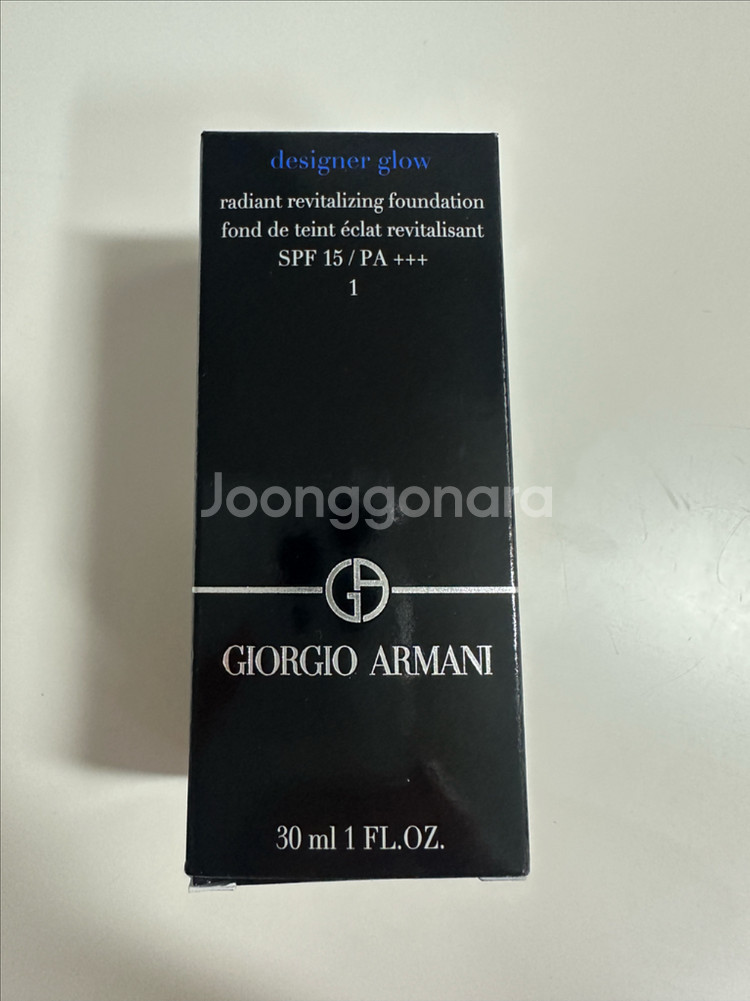 designer glow
radiant revitalizing foundation
fond de teint éclat revitalisant
SPF 15 / PA +++
1
Joonggonara
GA
GIORGIO ARMANI
30 ml 1 FL.OZ.